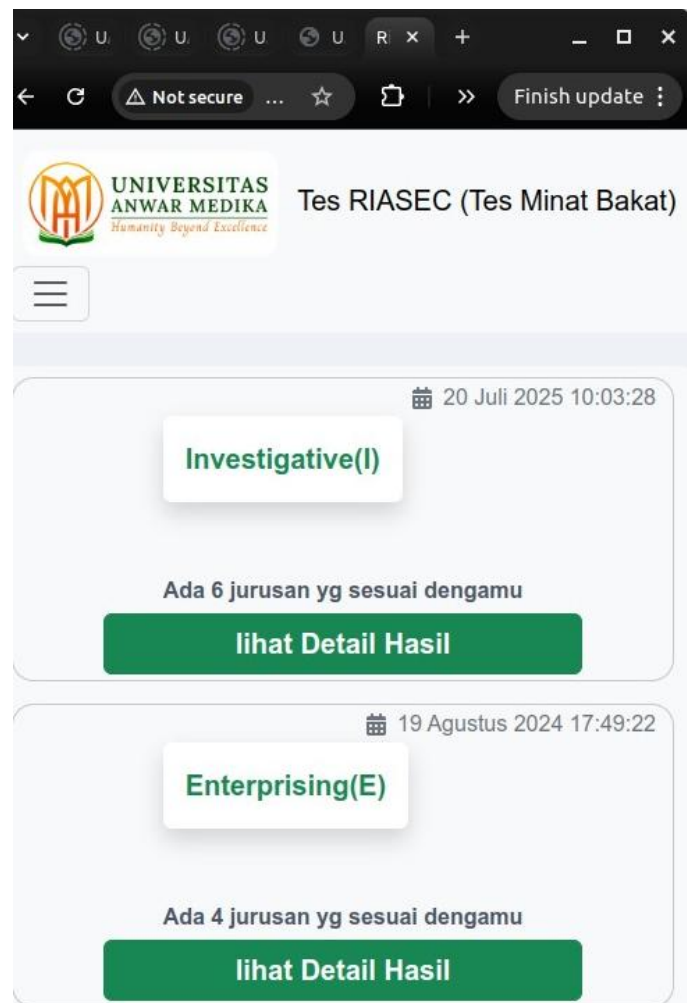 U
U
U
U
R
Not secure ...
Finish update
UNIVERSITAS
ANWAR MEDIKA
Humanity Beyond Excellence
Tes RIASEC (Tes Minat Bakat)
20 Juli 2025 10:03:28
Investigative(I)
Ada 6 jurusan yg sesuai dengamu
lihat Detail Hasil
19 Agustus 2024 17:49:22
Enterprising(E)
Ada 4 jurusan yg sesuai dengamu
lihat Detail Hasil